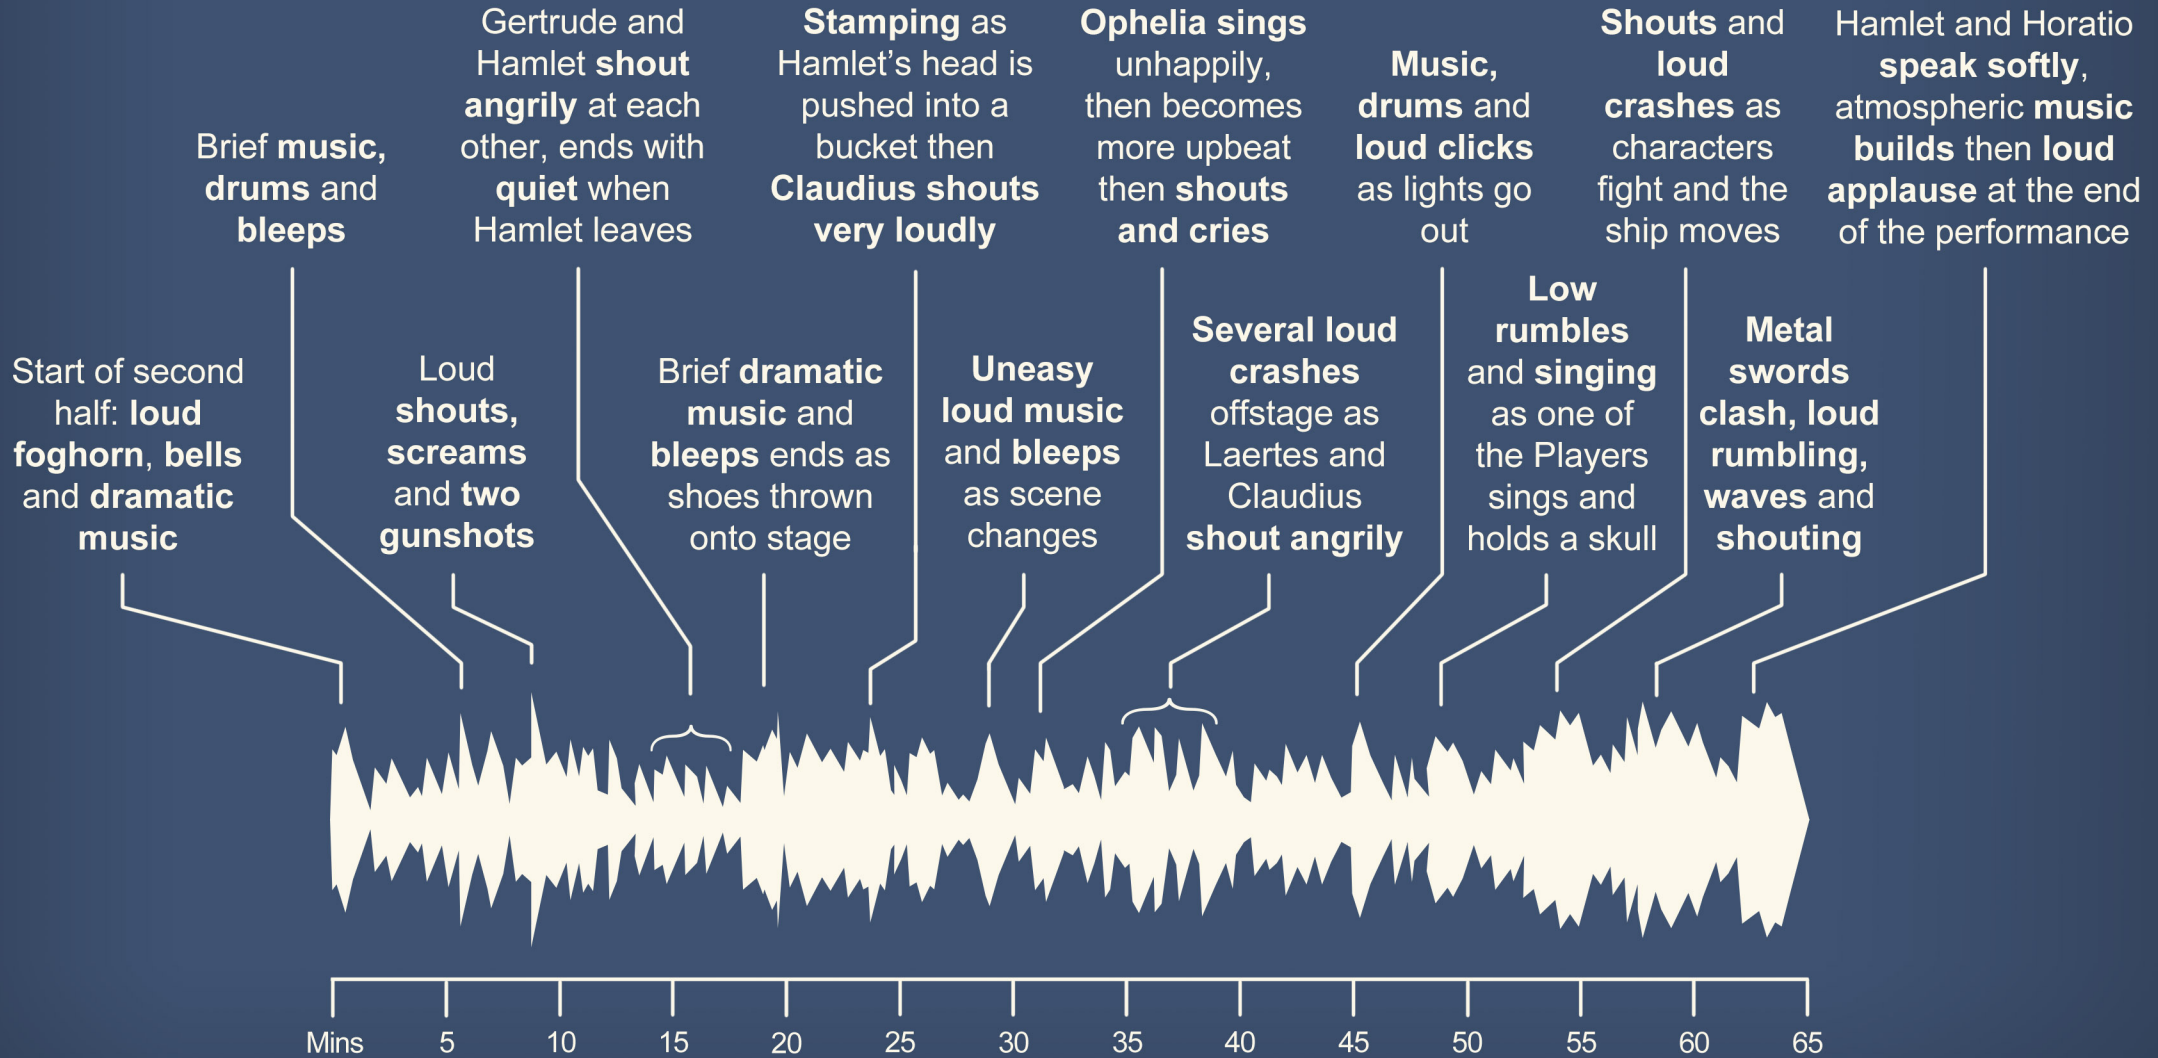 Start of second
half: loud
foghorn, bells
and dramatic
music
Brief music,
drums and
bleeps
Loud
shouts,
screams
and two
gunshots
Gertrude and
Hamlet shout
angrily at each
other, ends with
quiet when
Hamlet leaves
Brief dramatic
music and
bleeps ends as
shoes thrown
onto stage
Stamping as
Hamlet’s head is
pushed into a
bucket then
Claudius shouts
very loudly
Uneasy
loud music
and bleeps
as scene
changes
Ophelia sings
unhappily,
then becomes
more upbeat
then shouts
and cries
Several loud
crashes
offstage as
Laertes and
Claudius
shout angrily
Music,
drums and
loud clicks
as lights go
out
Low
rumbles
and singing
as one of
the Players
sings and
holds a skull
Shouts and
loud
crashes as
characters
fight and the
ship moves
Metal
swords
clash, loud
rumbling,
waves and
shouting
Hamlet and Horatio
speak softly,
atmospheric music
builds then loud
applause at the end
of the performance
Mins 5 10 15 20 25 30 35 40 45 50 55 60 65